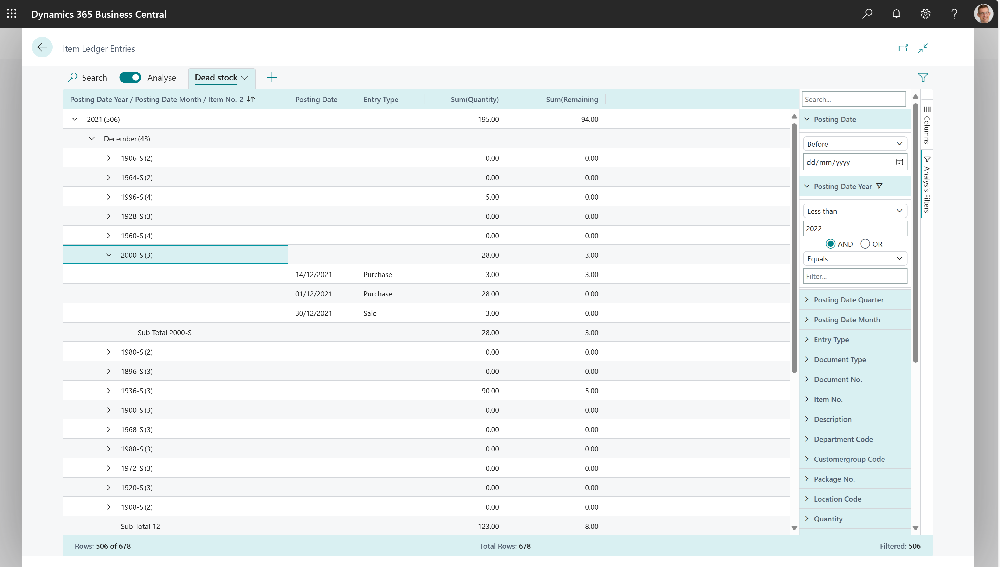 Dynamics 365 Business Central
Item Ledger Entries
Search Analyse Dead stock
Posting Date Year / Posting Date Month / Item No. 2 Posting Date Entry Type Sum(Quantity) Sum(Remaining
2021 (506) 195.00 94.00
December (43)
1906-S (2) 0.00 0.00
1964-S (2) 0.00 0.00
1996-S (4) 5.00 0.00
1928-S (3) 0.00 0.00
1960-S (4) 0.00 0.00
2000-S (3) 28.00 3.00
14/12/2021 Purchase 3.00 3.00
01/12/2021 Purchase 28.00 0.00
30/12/2021 Sale -3.00 0.00
Sub Total 2000-S 28.00 3.00
1980-S (2) 0.00 0.00
1896-S (3) 0.00 0.00
1936-S (3) 90.00 5.00
1900-S (3) 0.00 0.00
1968-S (3) 0.00 0.00
1988-S (3) 0.00 0.00
1972-S (3) 0.00 0.00
1920-S (3) 0.00 0.00
1908-S (2) 0.00 0.00
Sub Total 12 123.00 8.00
Search...
Posting Date
Before
dd/mm/yyyy
Posting Date Year
Less than
2022
AND OR
Equals
Filter...
Posting Date Quarter
Posting Date Month
Entry Type
Document Type
Document No.
Item No.
Description
Department Code
Customergroup Code
Package No.
Location Code
Quantity
Columns
Analysis Filters
Rows: 506 of 678 Total Rows: 678 Filtered: 506